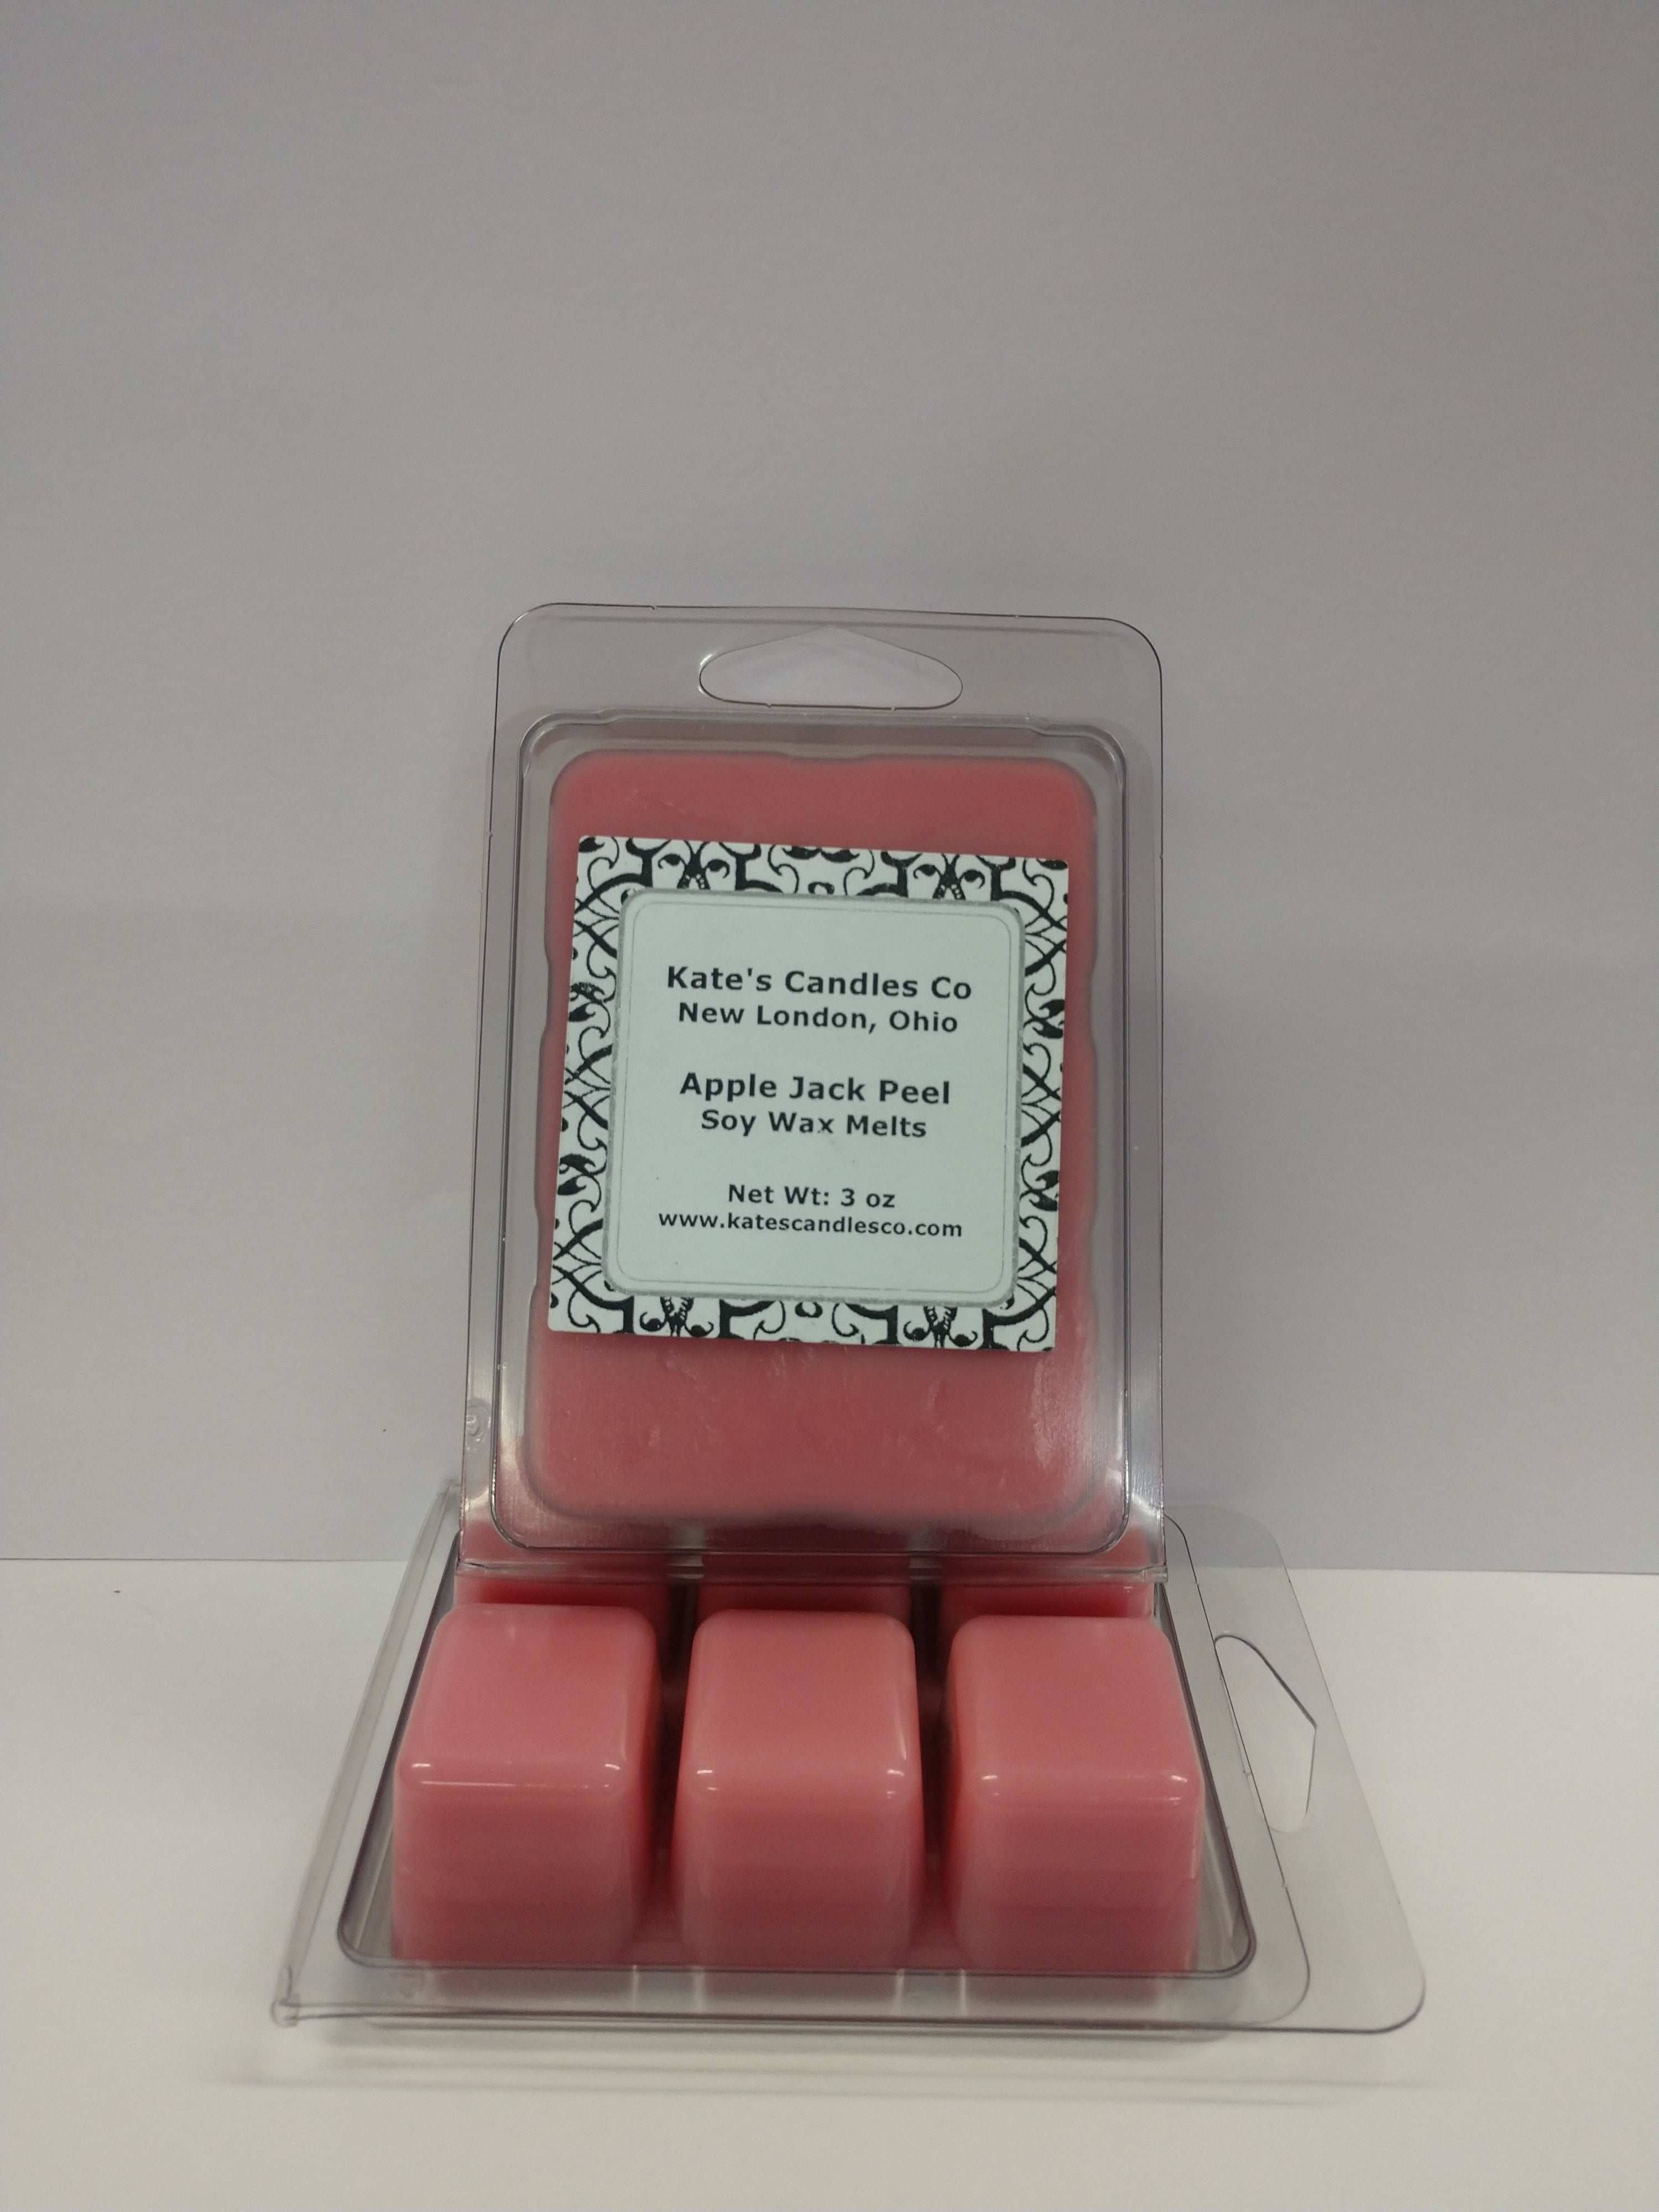 Kate's Candles Co
New London, Ohio
Apple Jack Peel
Soy Wax Melts
Net Wt: 3 oz
www.katescandlesco.com